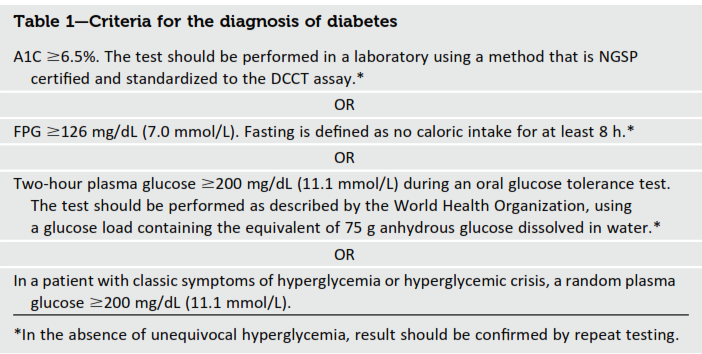 Table 1—Criteria for the diagnosis of diabetes
A1C ≥6.5%. The test should be performed in a laboratory using a method that is NGSP
certified and standardized to the DCCT assay.*
OR
FPG ≥126 mg/dL (7.0 mmol/L). Fasting is defined as no caloric intake for at least 8 h.*
OR
Two-hour plasma glucose ≥200 mg/dL (11.1 mmol/L) during an oral glucose tolerance test.
The test should be performed as described by the World Health Organization, using
a glucose load containing the equivalent of 75 g anhydrous glucose dissolved in water.*
OR
In a patient with classic symptoms of hyperglycemia or hyperglycemic crisis, a random plasma
glucose ≥200 mg/dL (11.1 mmol/L).
*In the absence of unequivocal hyperglycemia, result should be confirmed by repeat testing.